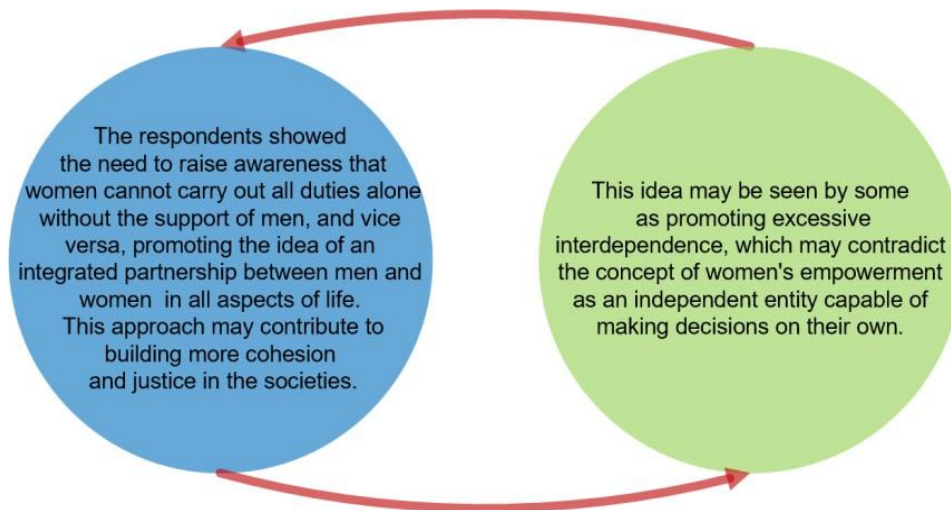 The respondents showed
the need to raise awareness that
women cannot carry out all duties alone
without the support of men, and vice
versa, promoting the idea of an
integrated partnership between men and
women in all aspects of life.
This approach may contribute to
building more cohesion
and justice in the societies.
This idea may be seen by some
as promoting excessive
interdependence, which may contradict
the concept of women's empowerment
as an independent entity capable of
making decisions on their own.